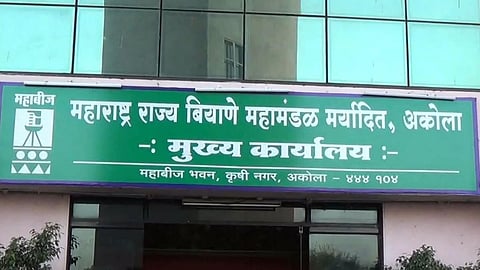 महाबीज
महाराष्ट्र राज्य बियाणे महामंडळ मर्यादित, अकोला
-: मुख्य कार्यालय :-
महाबीज भवन, कृषी नगर, अकोला - ४४४ १०४